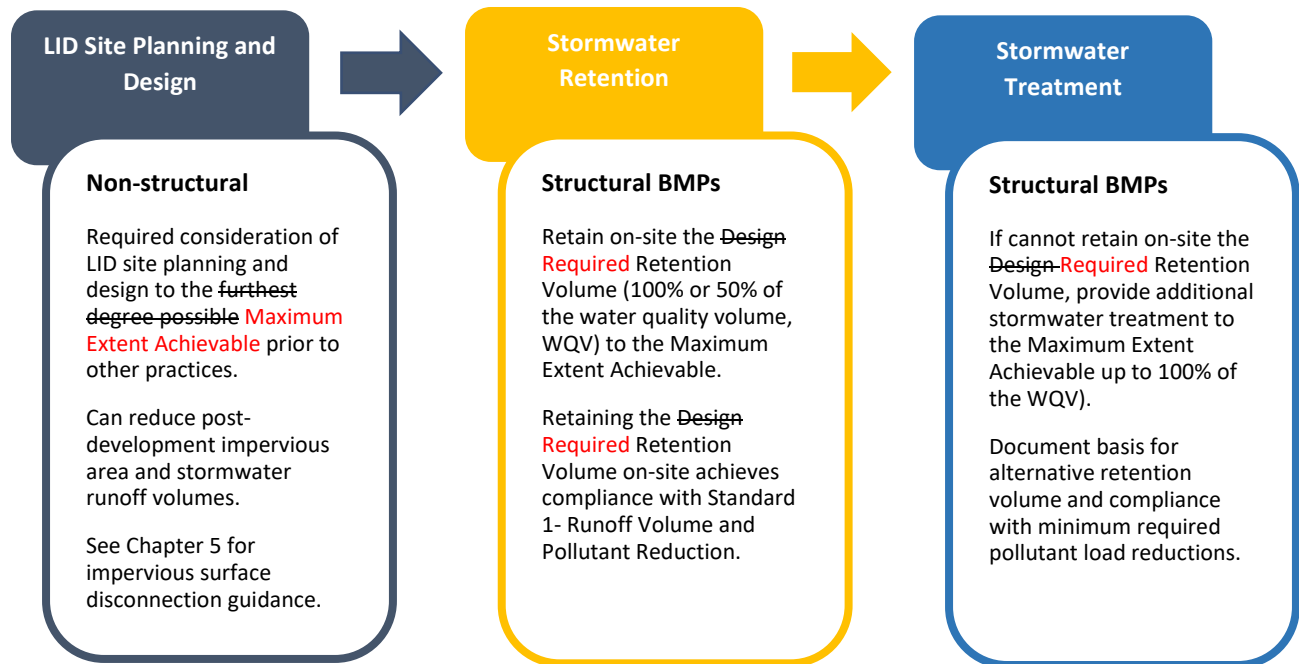 LID Site Planning and
Design
Non-structural
Required consideration of
LID site planning and
design to the furthest
degree possible Maximum
Extent Achievable prior to
other practices.
Can reduce post-
development impervious
area and stormwater
runoff volumes.
See Chapter 5 for
impervious surface
disconnection guidance.
Stormwater
Retention
Structural BMPs
Retain on-site the Design
Required Retention
Volume (100% or 50% of
the water quality volume,
WQV) to the Maximum
Extent Achievable.
Retaining the Design
Required Retention
Volume on-site achieves
compliance with Standard
1- Runoff Volume and
Pollutant Reduction.
Stormwater
Treatment
Structural BMPs
If cannot retain on-site the
Design Required Retention
Volume, provide additional
stormwater treatment to
the Maximum Extent
Achievable up to 100% of
the WQV).
Document basis for
alternative retention
volume and compliance
with minimum required
pollutant load reductions.